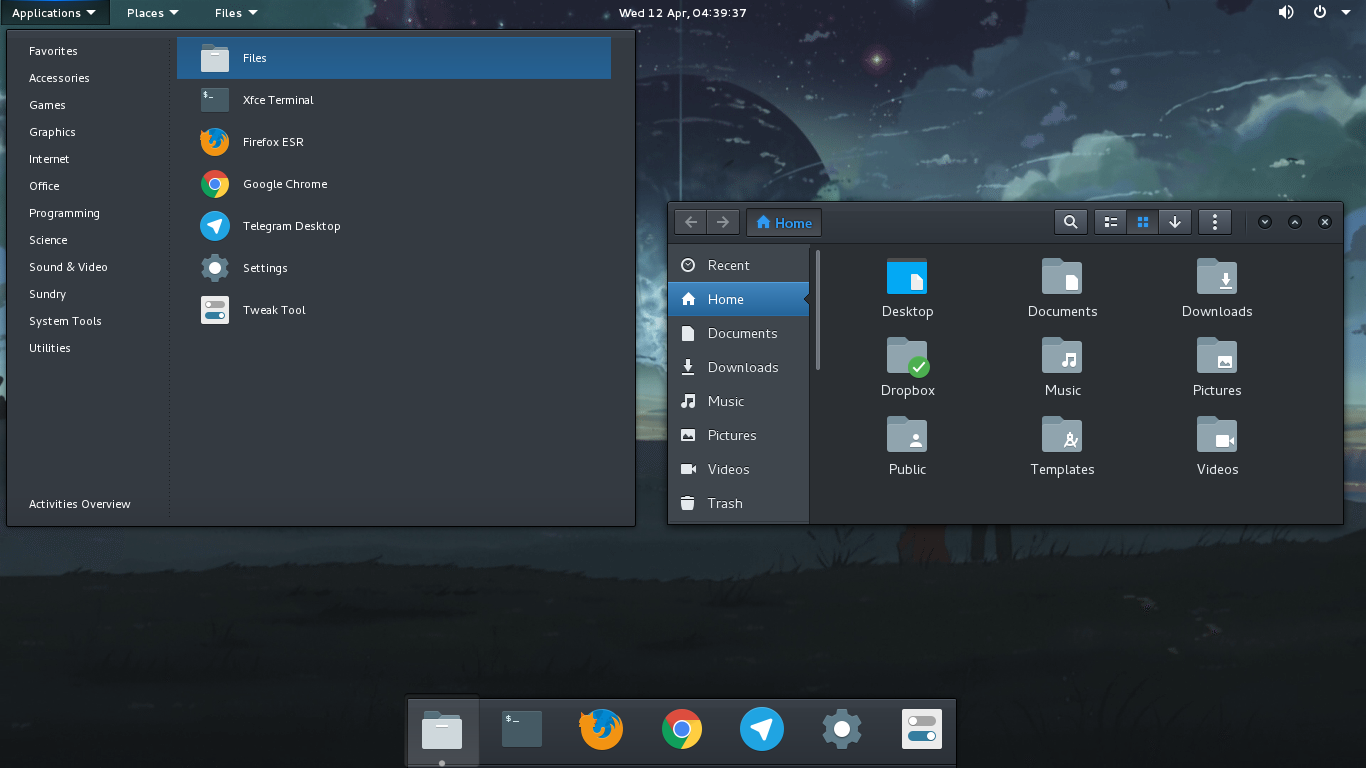 Applications Places Files Wed 12 Apr, 04:39:37
Favorites
Accessories
Games
Graphics
Internet
Office
Programming
Science
Sound & Video
Sundry
System Tools
Utilities
Activities Overview
Files
$_ Xfce Terminal
Firefox ESR
Google Chrome
Telegram Desktop
Settings
Tweak Tool
Home
Recent
Home
Documents
Downloads
Music
Pictures
Videos
Trash
Desktop Documents Downloads
Dropbox Music Pictures
Public Templates Videos
$_